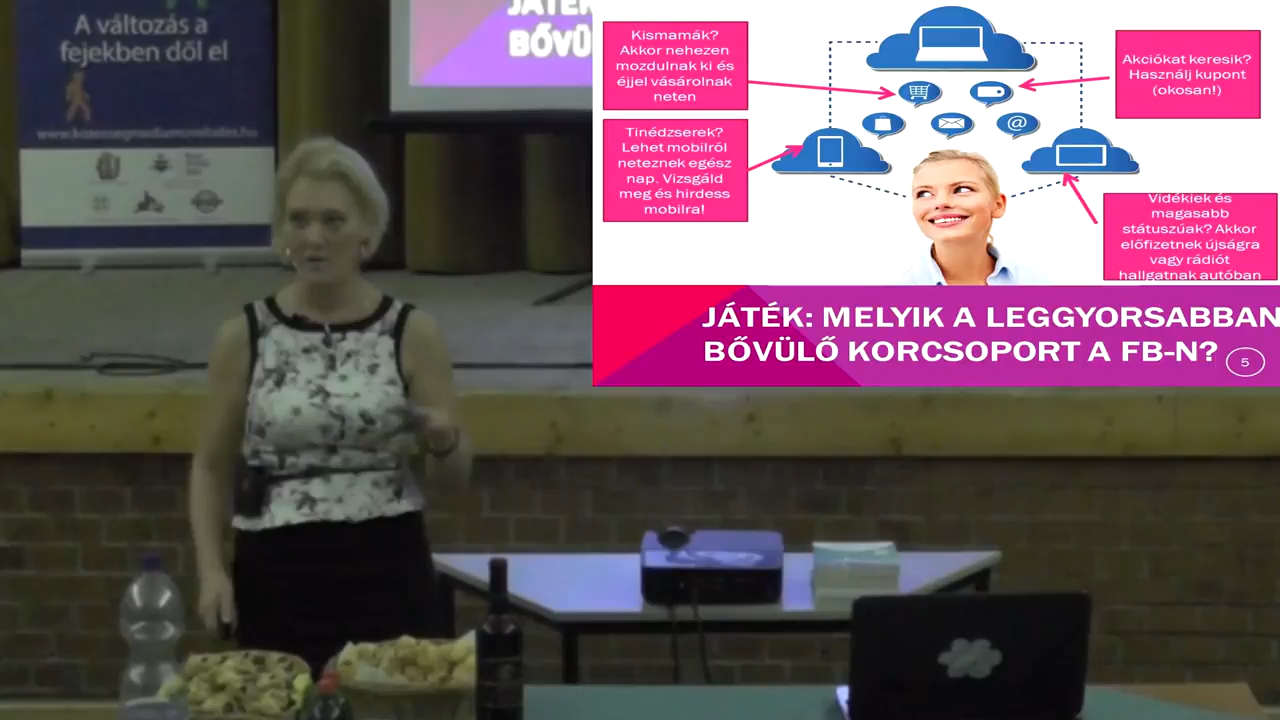 A változás a
fejekben dől el
JÁTÉK
BŐVÜ
Kismamák?
Akkor nehezen
mozdulnak ki és
éjjel vásárolnak
neten
Tinédzserek?
Lehet mobilról
neteznek egész
nap. Vizsgáld
meg és hirdess
mobilra!
Akciókat keresik?
Használj kupont
(okosan!)
@
Vidékiek és
magasabb
státuszúak? Akkor
előfizetnek újságra
vagy rádiót
hallgatnak autóban
JÁTÉK: MELYIK A LEGGYORSABBAN
BŐVÜLŐ KORCSOPORT A FB-N?
5